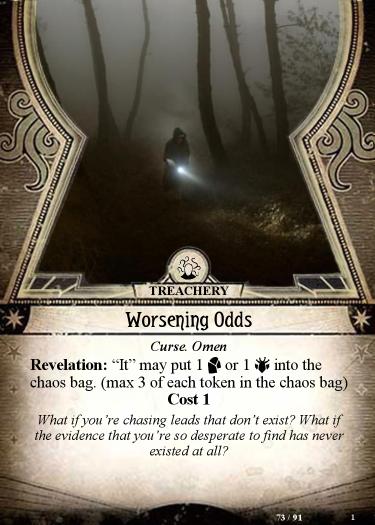 TREACHERY
Worsening Odds
Curse. Omen
Revelation: “It” may put 1 or 1 into the
chaos bag. (max 3 of each token in the chaos bag)
Cost 1
What if you’re chasing leads that don’t exist? What if
the evidence that you’re so desperate to find has never
existed at all?
73 / 91 1